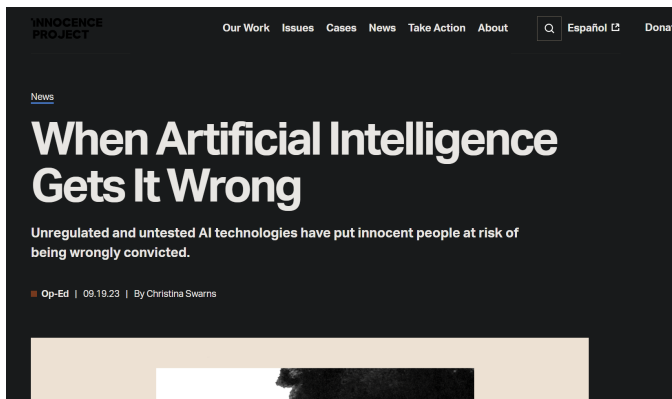 INNOCENCE
PROJECT
Our Work Issues Cases News Take Action About Español Dona
News
When Artificial Intelligence
Gets It Wrong
Unregulated and untested AI technologies have put innocent people at risk of
being wrongly convicted.
Op-Ed | 09.19.23 | By Christina Swarns